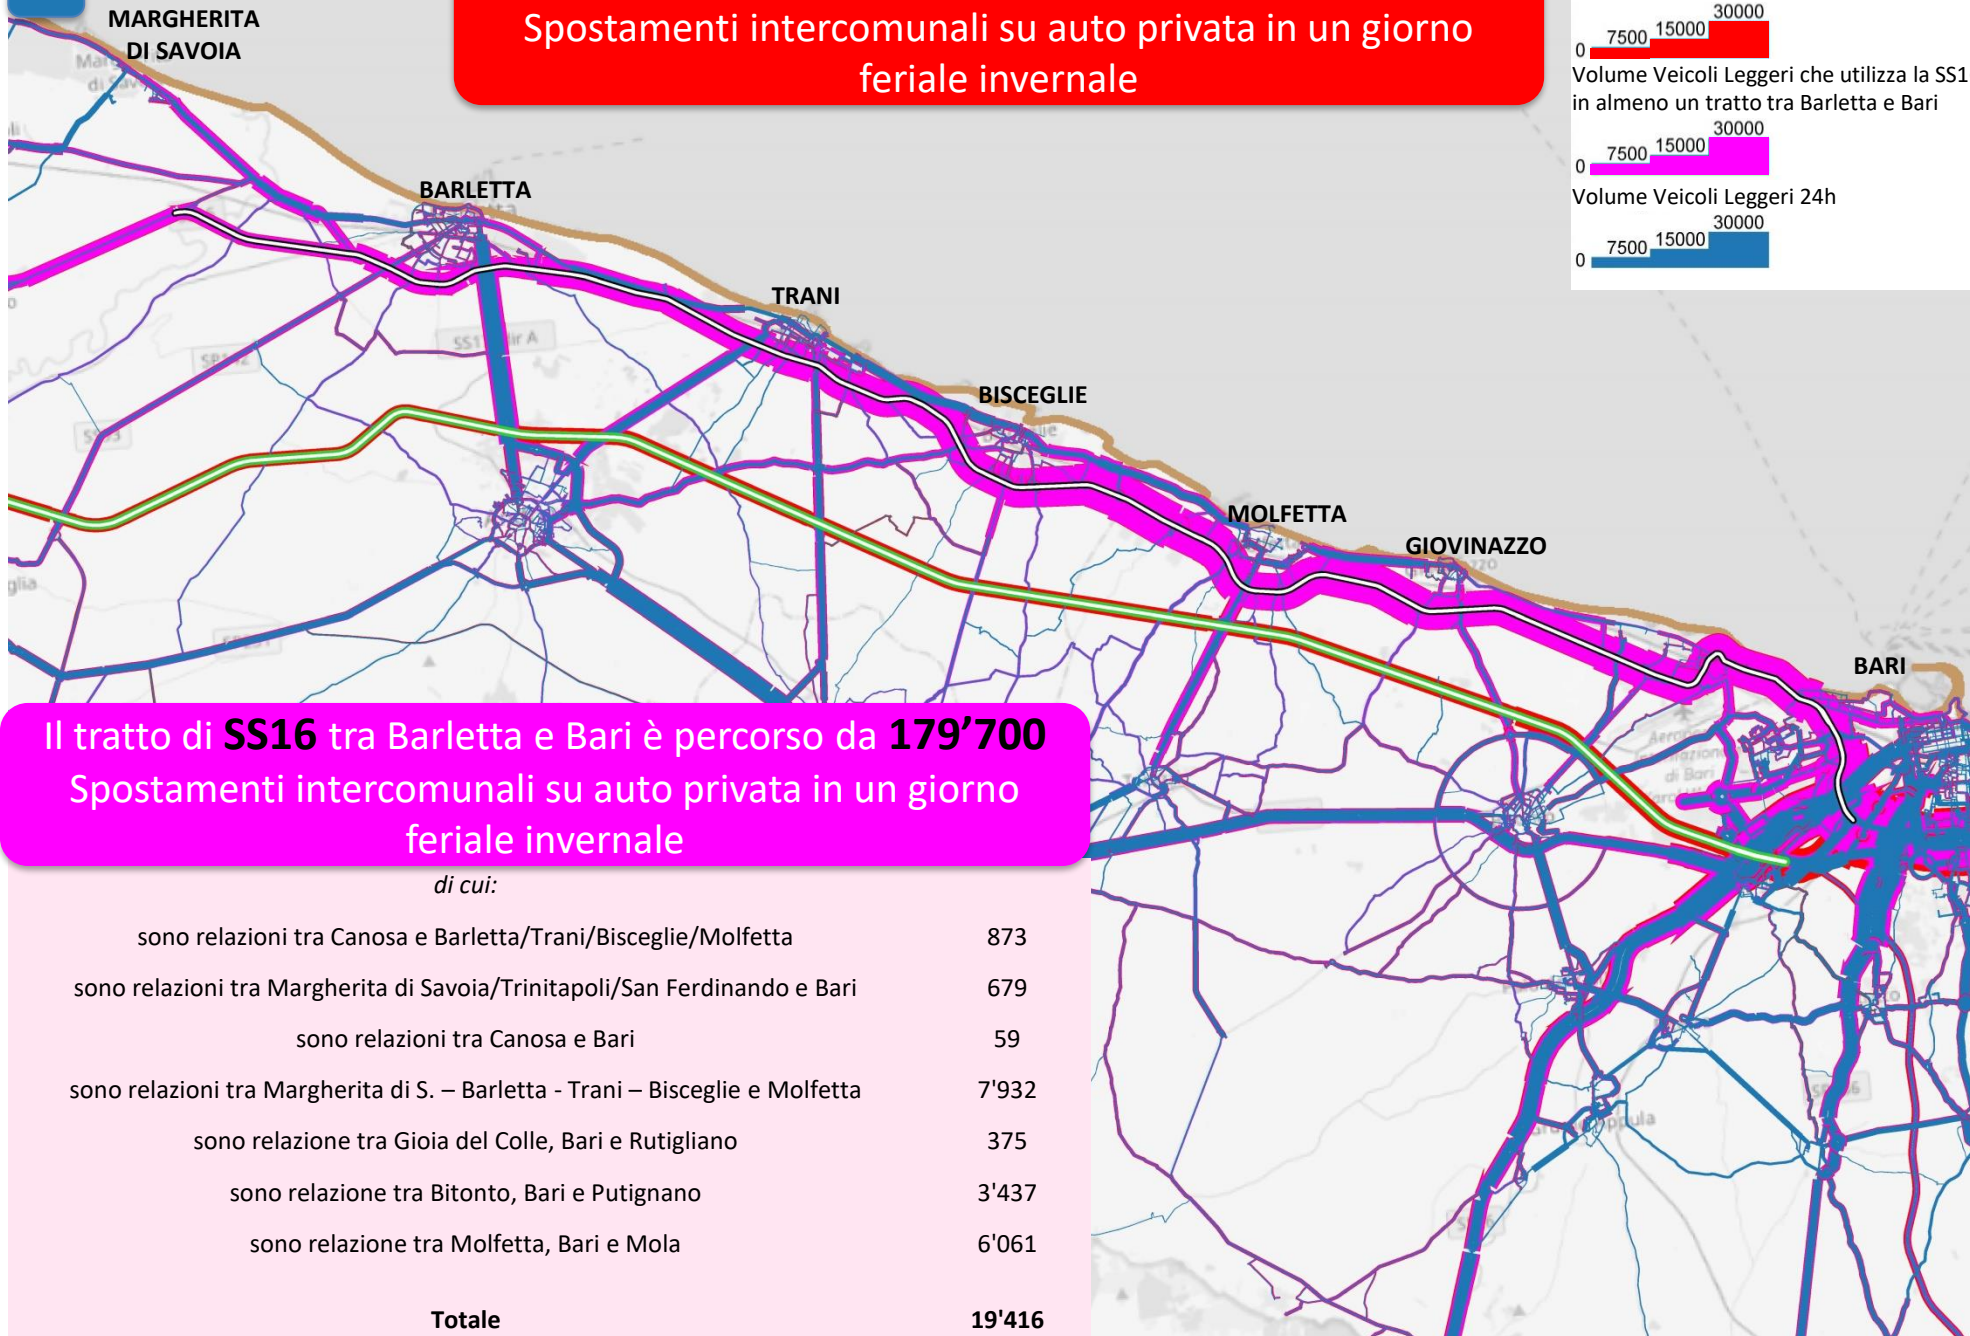 MARGHERITA
DI SAVOIA
Spostamenti intercomunali su auto privata in un giorno
feriale invernale
0 7500 15000 30000
Volume Veicoli Leggeri che utilizza la SS1
in almeno un tratto tra Barletta e Bari
0 7500 15000 30000
Volume Veicoli Leggeri 24h
0 7500 15000 30000
BARLETTA
TRANI
BISCEGLIE
MOLFETTA
GIOVINAZZO
BARI
Il tratto di SS16 tra Barletta e Bari è percorso da 179’700
Spostamenti intercomunali su auto privata in un giorno
feriale invernale
di cui:
sono relazioni tra Canosa e Barletta/Trani/Bisceglie/Molfetta 873
sono relazioni tra Margherita di Savoia/Trinitapoli/San Ferdinando e Bari 679
sono relazioni tra Canosa e Bari 59
sono relazioni tra Margherita di S. – Barletta - Trani – Bisceglie e Molfetta 7'932
sono relazione tra Gioia del Colle, Bari e Rutigliano 375
sono relazione tra Bitonto, Bari e Putignano 3'437
sono relazione tra Molfetta, Bari e Mola 6'061
Totale 19'416